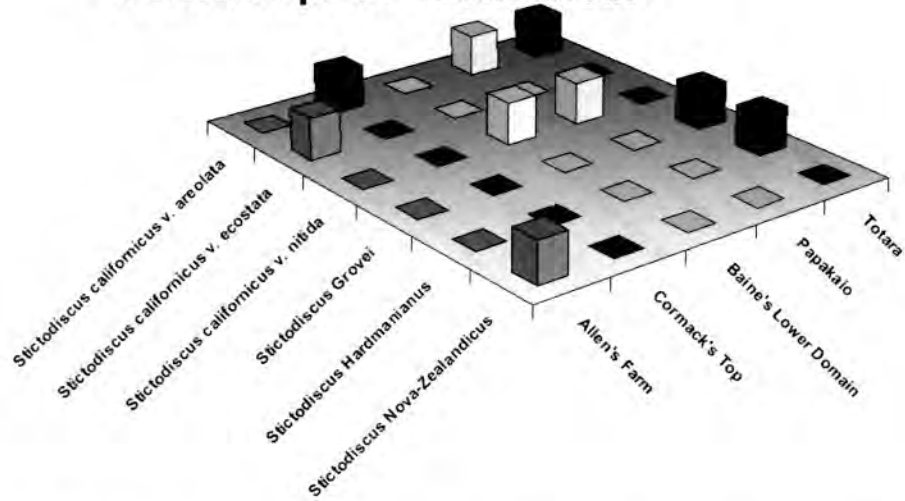 Stictodiscus californicus v. areolata
Stictodiscus californicus v. ecostata
Stictodiscus californicus v. nitida
Stictodiscus Grovei
Stictodiscus Hardmanianus
Stictodiscus Nova-Zealandicus
Allen's Farm
Cormack's Top
Baine's Lower Domain
Papakaio
Totara